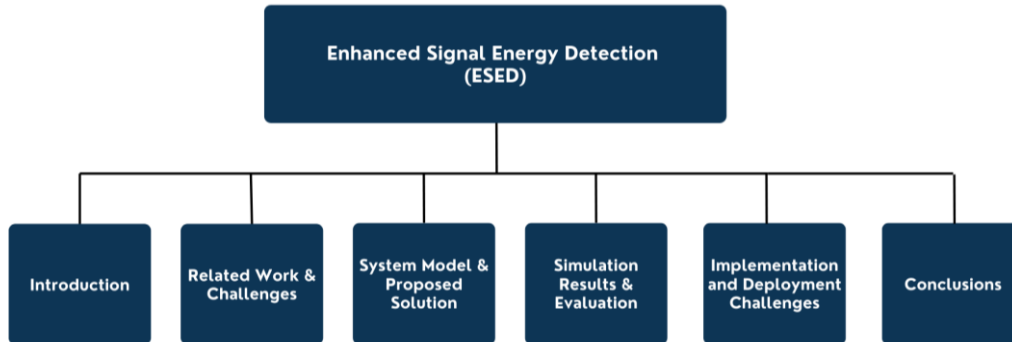 Enhanced Signal Energy Detection
(ESED)
Introduction
Related Work &
Challenges
System Model &
Proposed
Solution
Simulation
Results &
Evaluation
Implementation
and Deployment
Challenges
Conclusions